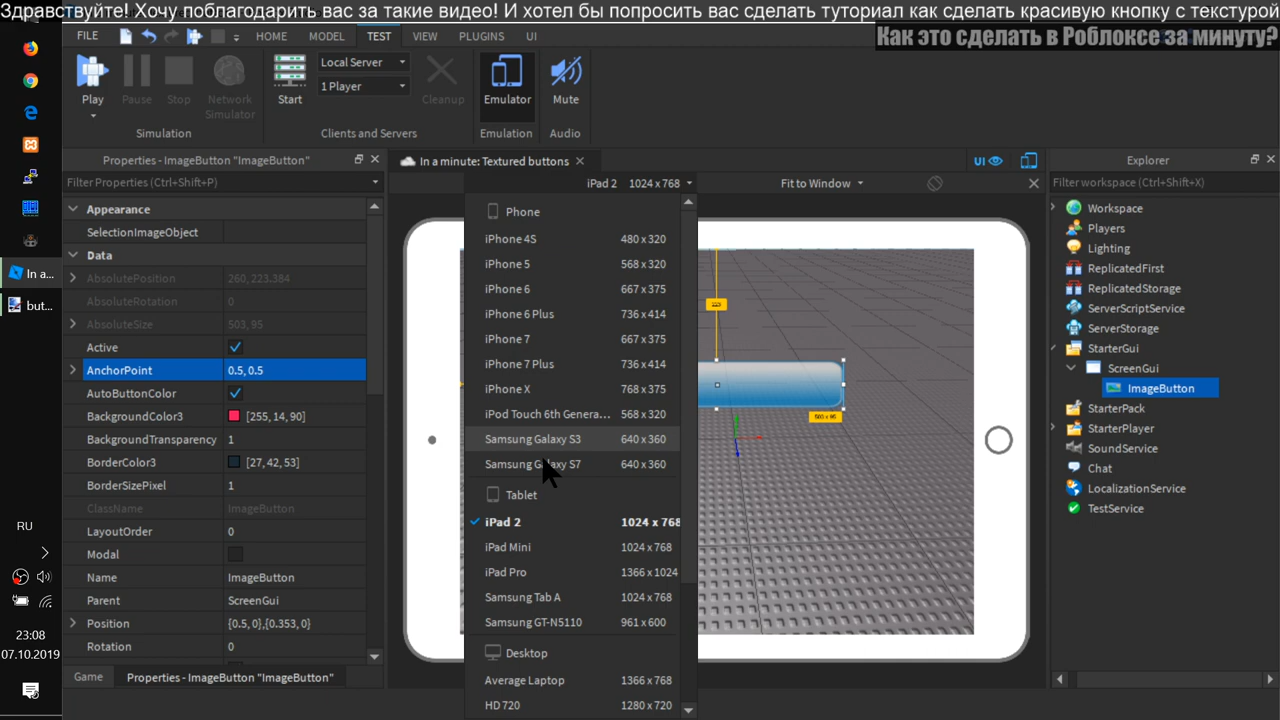 Здравствуйте! Хочу поблагодарить вас за такие видео! И хотел бы попросить вас сделать туториал как сделать красивую кнопку с текстурой
Как это сделать в Роблоксе за минуту?
FILE HOME MODEL TEST VIEW PLUGINS UI
Play Pause Stop Network Simulator
Simulation
Start Local Server 1 Player Cleanup
Clients and Servers
Emulator
Emulation
Mute
Audio
Properties - ImageButton "ImageButton"
Filter Properties (Ctrl+Shift+P)
Appearance
SelectionImageObject
Data
AbsolutePosition 260, 223.384
AbsoluteRotation 0
AbsoluteSize 503, 95
Active
AnchorPoint 0.5, 0.5
AutoButtonColor
BackgroundColor3 [255, 14, 90]
BackgroundTransparency 1
BorderColor3 [27, 42, 53]
BorderSizePixel 1
ClassName ImageButton
LayoutOrder 0
Modal
Name ImageButton
Parent ScreenGui
Position {0.5, 0},{0.353, 0}
Rotation 0
Game Properties - ImageButton "ImageButton"
In a minute: Textured buttons
UI
iPad 2 1024 x 768
Fit to Window
Phone
iPhone 4S 480 x 320
iPhone 5 568 x 320
iPhone 6 667 x 375
iPhone 6 Plus 736 x 414
iPhone 7 667 x 375
iPhone 7 Plus 736 x 414
iPhone X 768 x 375
iPod Touch 6th Genera... 568 x 320
Samsung Galaxy S3 640 x 360
Samsung Galaxy S7 640 x 360
Tablet
iPad 2 1024 x 768
iPad Mini 1024 x 768
iPad Pro 1366 x 1024
Samsung Tab A 1024 x 768
Samsung GT-N5110 961 x 600
Desktop
Average Laptop 1366 x 768
HD 720 1280 x 720
503 x 95
Explorer
Filter workspace (Ctrl+Shift+X)
Workspace
Players
Lighting
ReplicatedFirst
ReplicatedStorage
ServerScriptService
ServerStorage
StarterGui
ScreenGui
ImageButton
StarterPack
StarterPlayer
SoundService
Chat
LocalizationService
TestService
In a...
but...
RU
23:08
07.10.2019